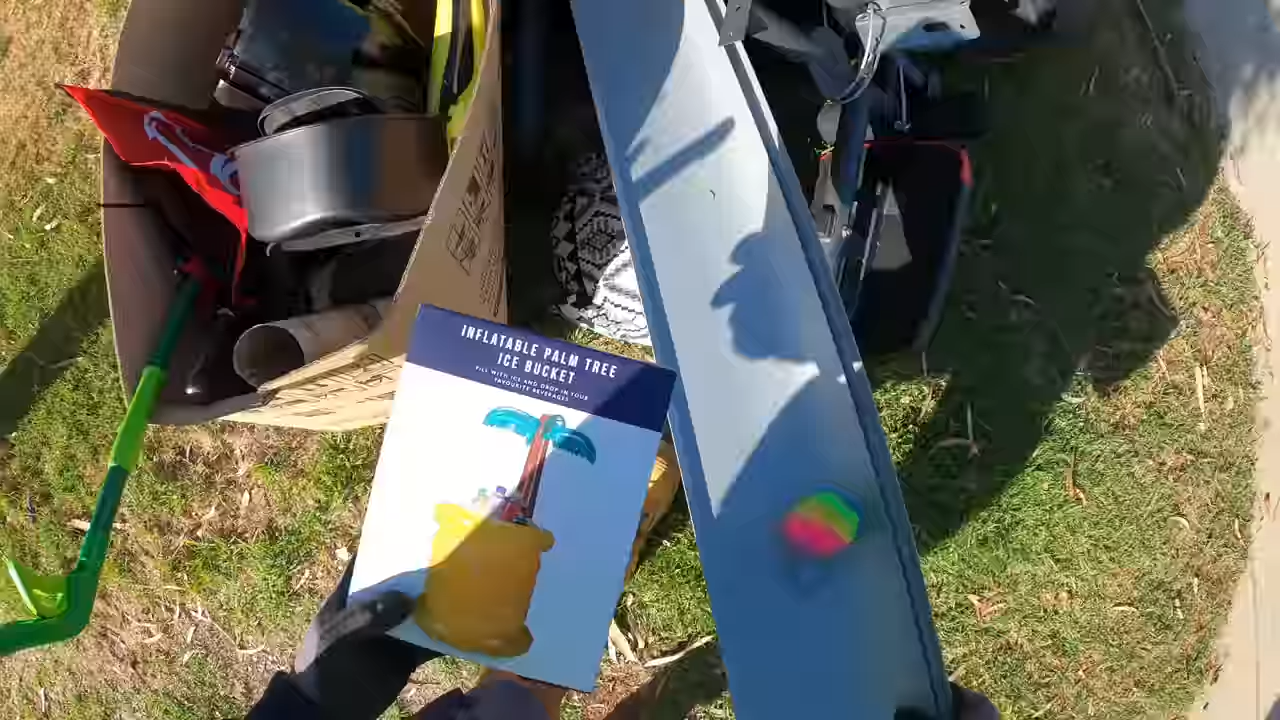 INFLATABLE PALM TREE
ICE BUCKET
FILL WITH ICE AND DROP IN YOUR
FAVOURITE BEVERAGES